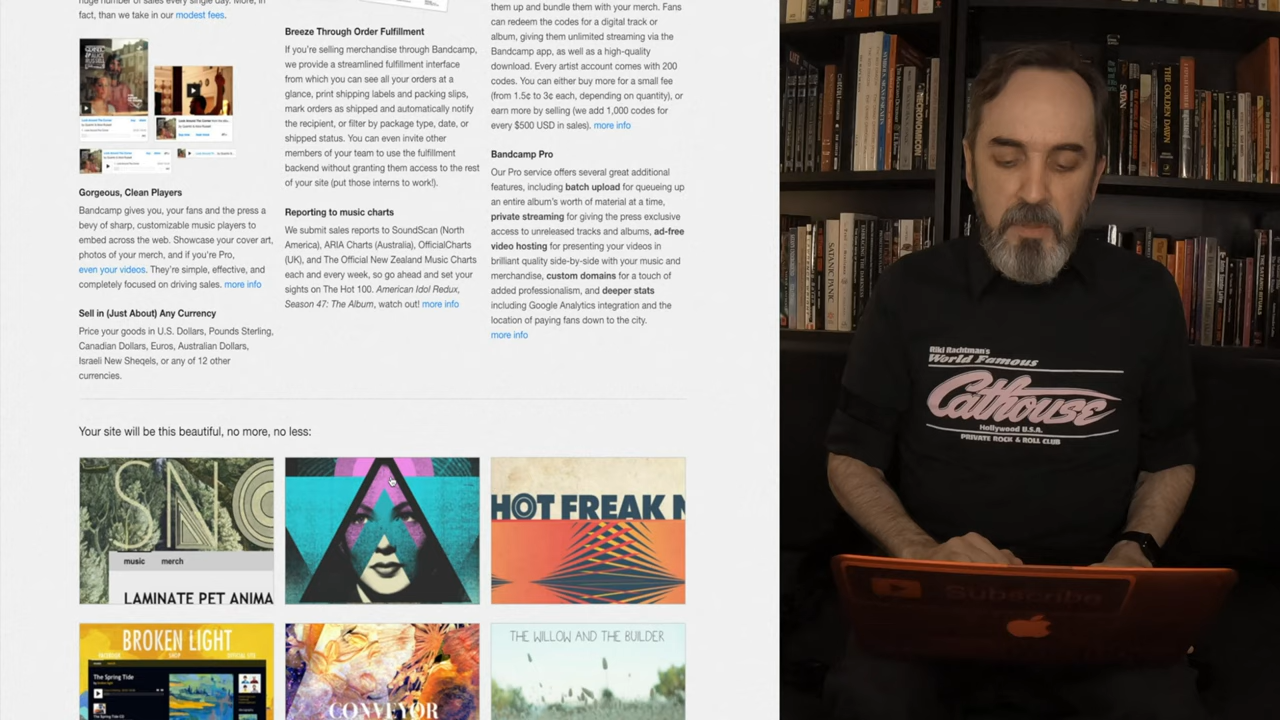 huge number of sales every single day. More, in
fact, than we take in our modest fees.
Gorgeous, Clean Players
Bandcamp gives you, your fans and the press a
bevy of sharp, customizable music players to
embed across the web. Showcase your cover art,
photos of your merch, and if you're Pro,
even your videos. They're simple, effective, and
completely focused on driving sales. more info
Sell in (Just About) Any Currency
Price your goods in U.S. Dollars, Pounds Sterling,
Canadian Dollars, Euros, Australian Dollars,
Israeli New Sheqels, or any of 12 other
currencies.
Breeze Through Order Fulfillment
If you're selling merchandise through Bandcamp,
we provide a streamlined fulfillment interface
from which you can see all your orders at a
glance, print shipping labels and packing slips,
mark orders as shipped and automatically notify
the recipient, or filter by package type, date, or
shipped status. You can even invite other
members of your team to use the fulfillment
backend without granting them access to the rest
of your site (put those interns to work!).
Reporting to music charts
We submit sales reports to SoundScan (North
America), ARIA Charts (Australia), OfficialCharts
(UK), and The Official New Zealand Music Charts
each and every week, so go ahead and set your
sights on The Hot 100. American Idol Redux,
Season 47: The Album, watch out! more info
them up and bundle them with your merch. Fans
can redeem the codes for a digital track or
album, giving them unlimited streaming via the
Bandcamp app, as well as a high-quality
download. Every artist account comes with 200
codes. You can either buy more for a small fee
(from 1.5¢ to 3¢ each, depending on quantity), or
earn more by selling (we add 1,000 codes for
every $500 USD in sales). more info
Bandcamp Pro
Our Pro service offers several great additional
features, including batch upload for queueing up
an entire album's worth of material at a time,
private streaming for giving the press exclusive
access to unreleased tracks and albums, ad-free
video hosting for presenting your videos in
brilliant quality side-by-side with your music and
merchandise, custom domains for a touch of
added professionalism, and deeper stats
including Google Analytics integration and the
location of paying fans down to the city.
more info
Your site will be this beautiful, no more, no less:
SNO
music merch
LAMINATE PET ANIMA
HOT FREAK N
BROKEN LIGHT
The Spring Tide
CONVEYOR
THE WILLOW AND THE BUILDER
Riki Rachtman's
World Famous
Cathouse
Hollywood U.S.A.
PRIVATE ROCK & ROLL CLUB
Subscribe
THE GOLDEN DAWN
SATAN
NECRONOMICON
SATANIC PANIC